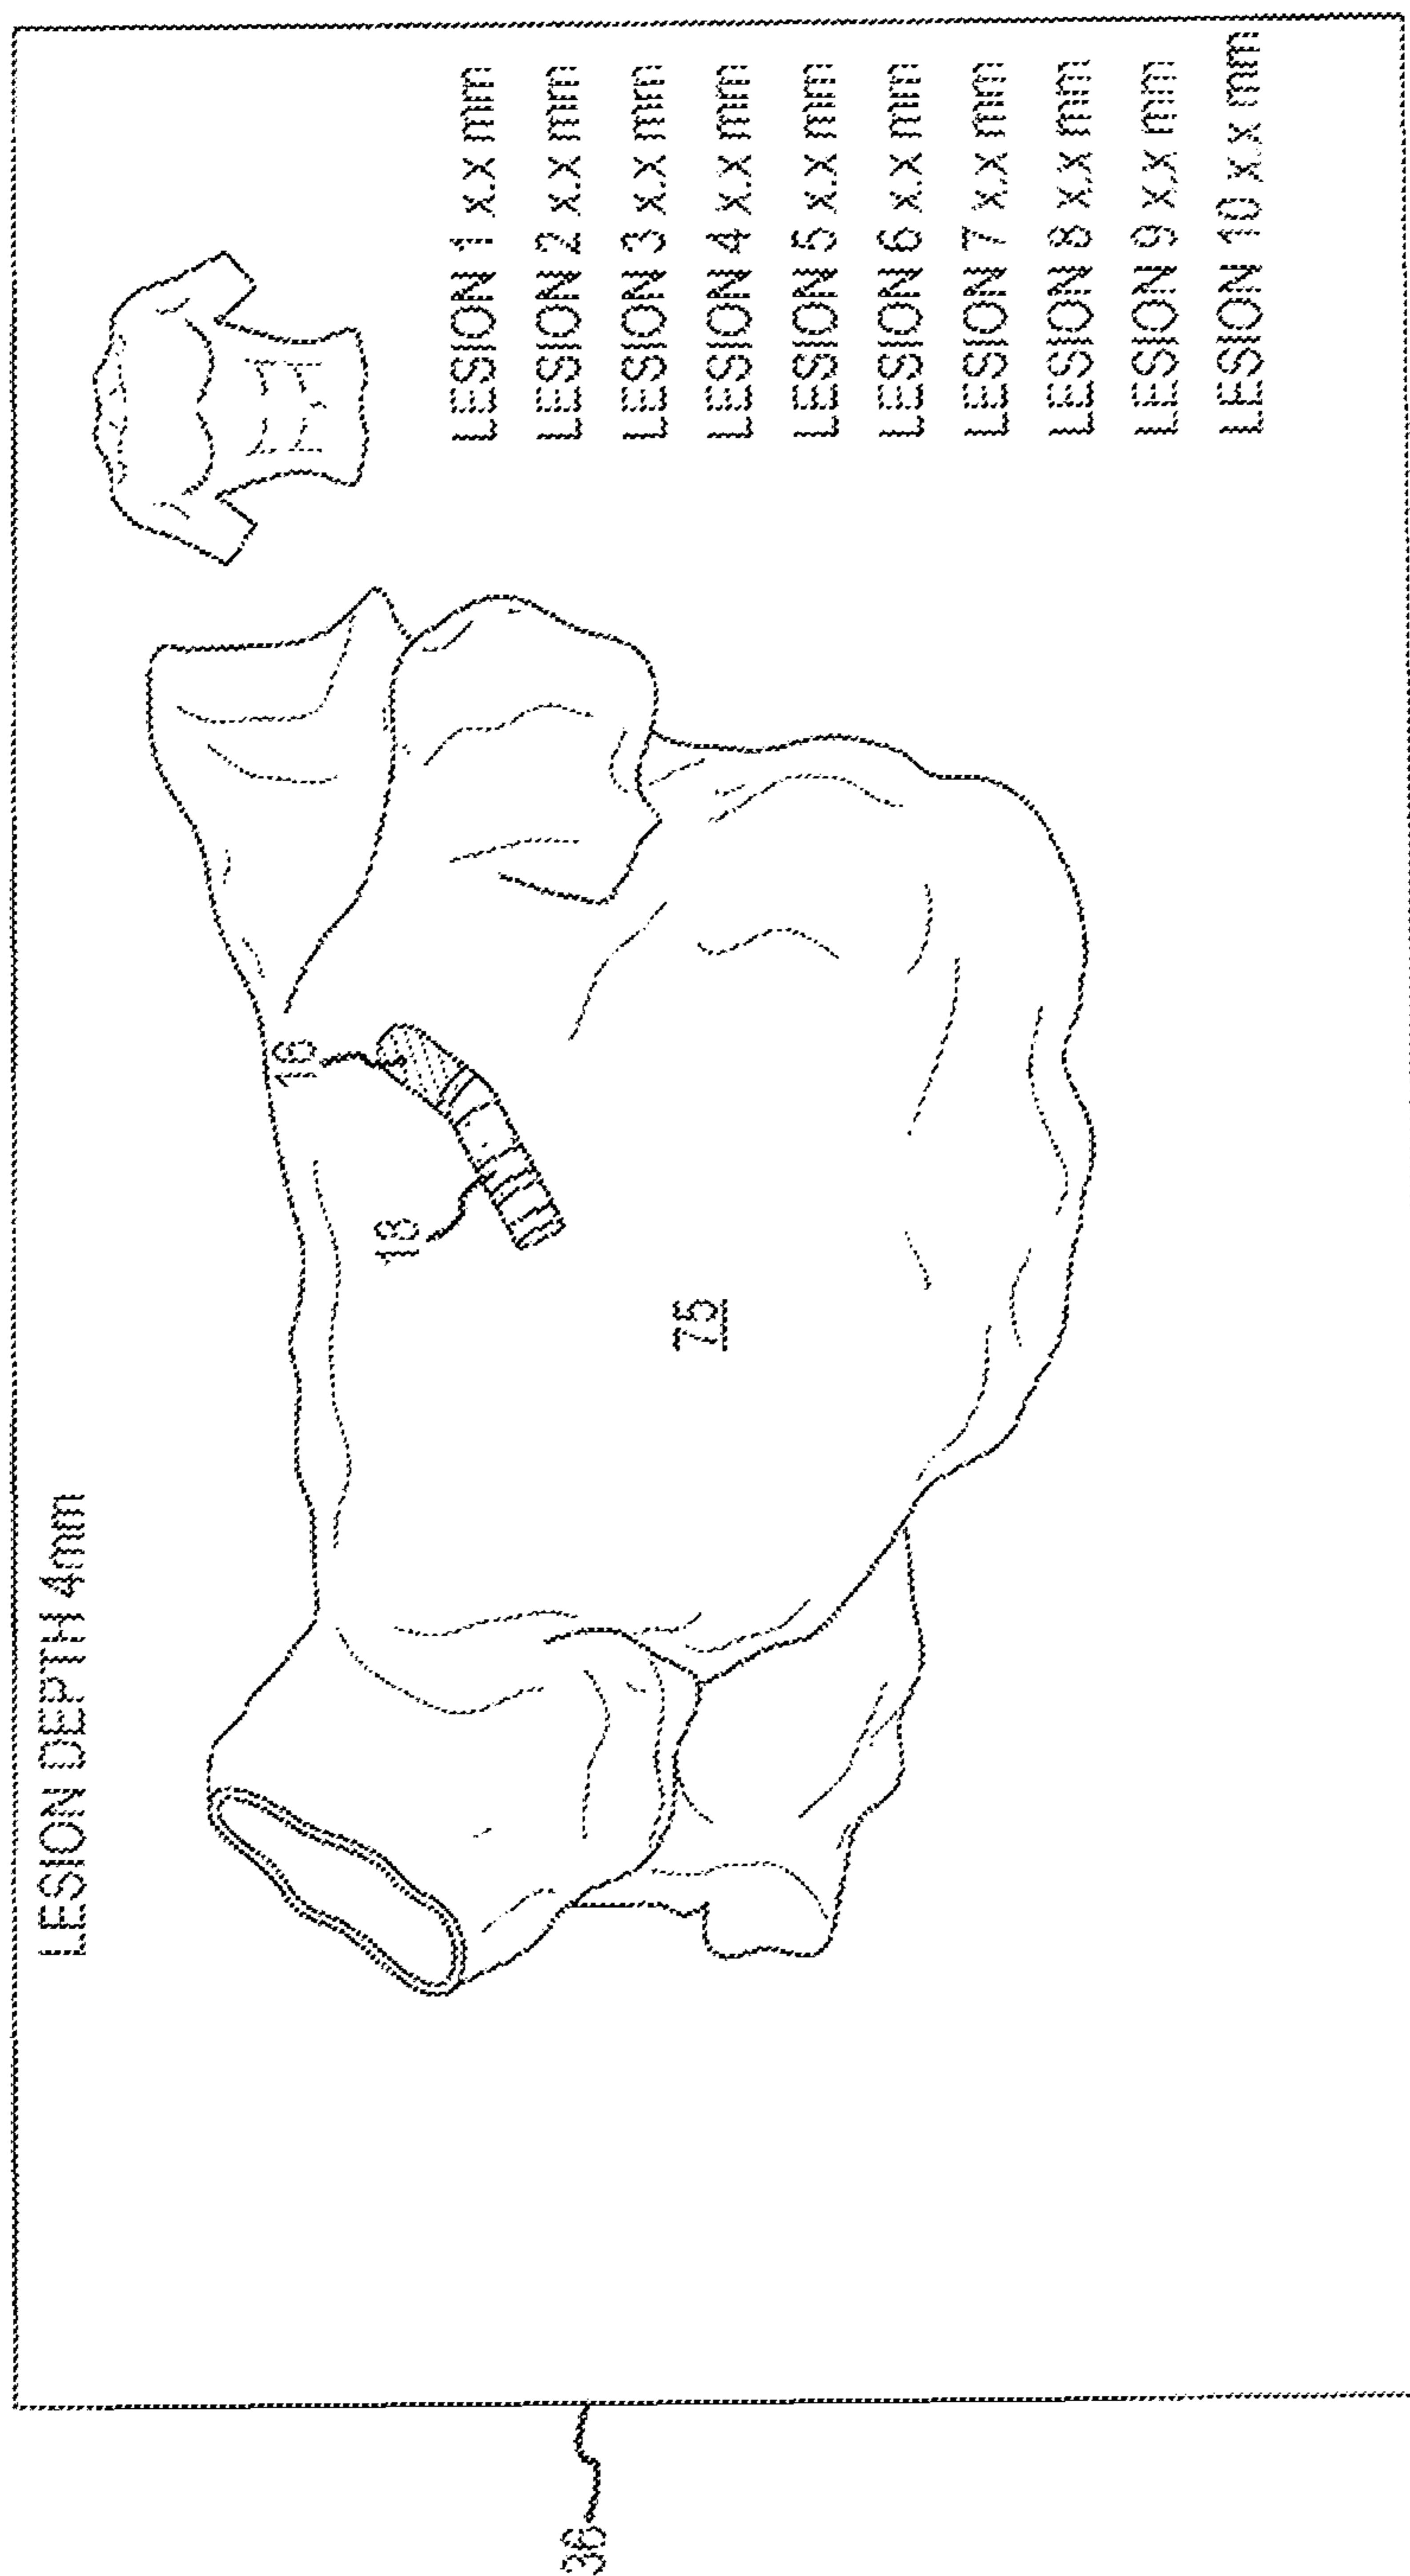 LESION DEPTH 4mm
16
18
75
36
LESION 1 x.x mm
LESION 2 x.x mm
LESION 3 x.x mm
LESION 4 x.x mm
LESION 5 x.x mm
LESION 6 x.x mm
LESION 7 x.x mm
LESION 8 x.x mm
LESION 9 x.x mm
LESION 10 x.x mm